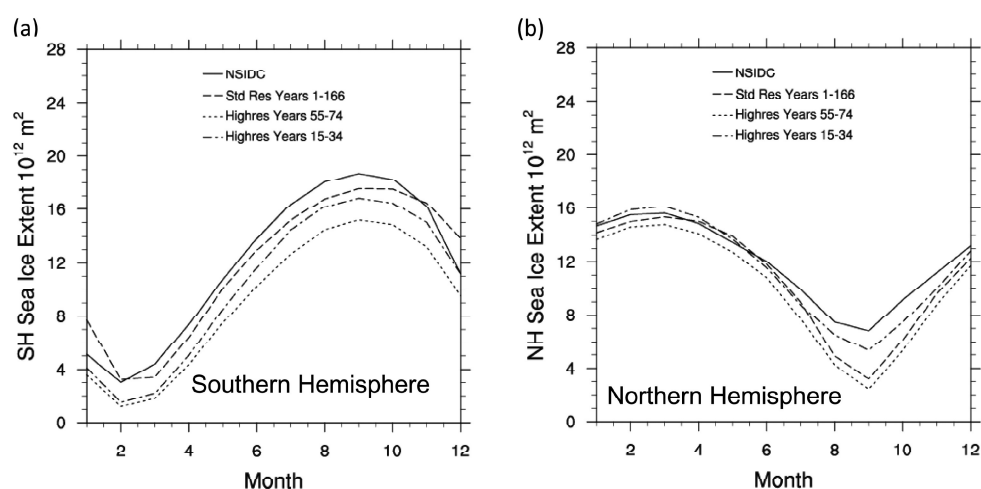 (a)
28
24
20
16
12
8
4
0
SH Sea Ice Extent 10¹² m²
NSIDC
Std Res Years 1-166
Highres Years 55-74
Highres Years 15-34
Southern Hemisphere
2 4 6 8 10 12
Month
(b)
28
24
20
16
12
8
4
0
NH Sea Ice Extent 10¹² m²
NSIDC
Std Res Years 1-166
Highres Years 55-74
Highres Years 15-34
Northern Hemisphere
2 4 6 8 10 12
Month